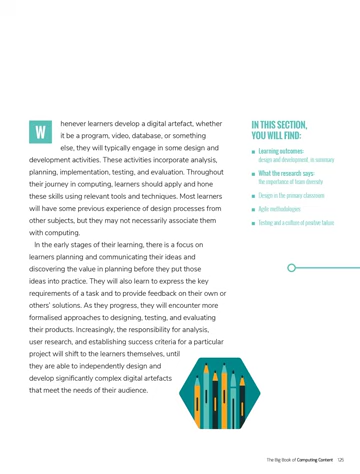 Whenever learners develop a digital artefact, whether
it be a program, video, database, or something
else, they will typically engage in some design and
development activities. These activities incorporate analysis,
planning, implementation, testing, and evaluation. Throughout
their journey in computing, learners should apply and hone
these skills using relevant tools and techniques. Most learners
will have some previous experience of design processes from
other subjects, but they may not necessarily associate them
with computing.
In the early stages of their learning, there is a focus on
learners planning and communicating their ideas and
discovering the value in planning before they put those
ideas into practice. They will also learn to express the key
requirements of a task and to provide feedback on their own or
others' solutions. As they progress, they will encounter more
formalised approaches to designing, testing, and evaluating
their products. Increasingly, the responsibility for analysis,
user research, and establishing success criteria for a particular
project will shift to the learners themselves, until
they are able to independently design and
develop significantly complex digital artefacts
that meet the needs of their audience.
IN THIS SECTION,
YOU WILL FIND:
Learning outcomes:
design and development, in summary
What the research says:
the importance of team diversity
Design in the primary classroom
Agile methodologies
Testing and a culture of positive failure
The Big Book of Computing Content 125